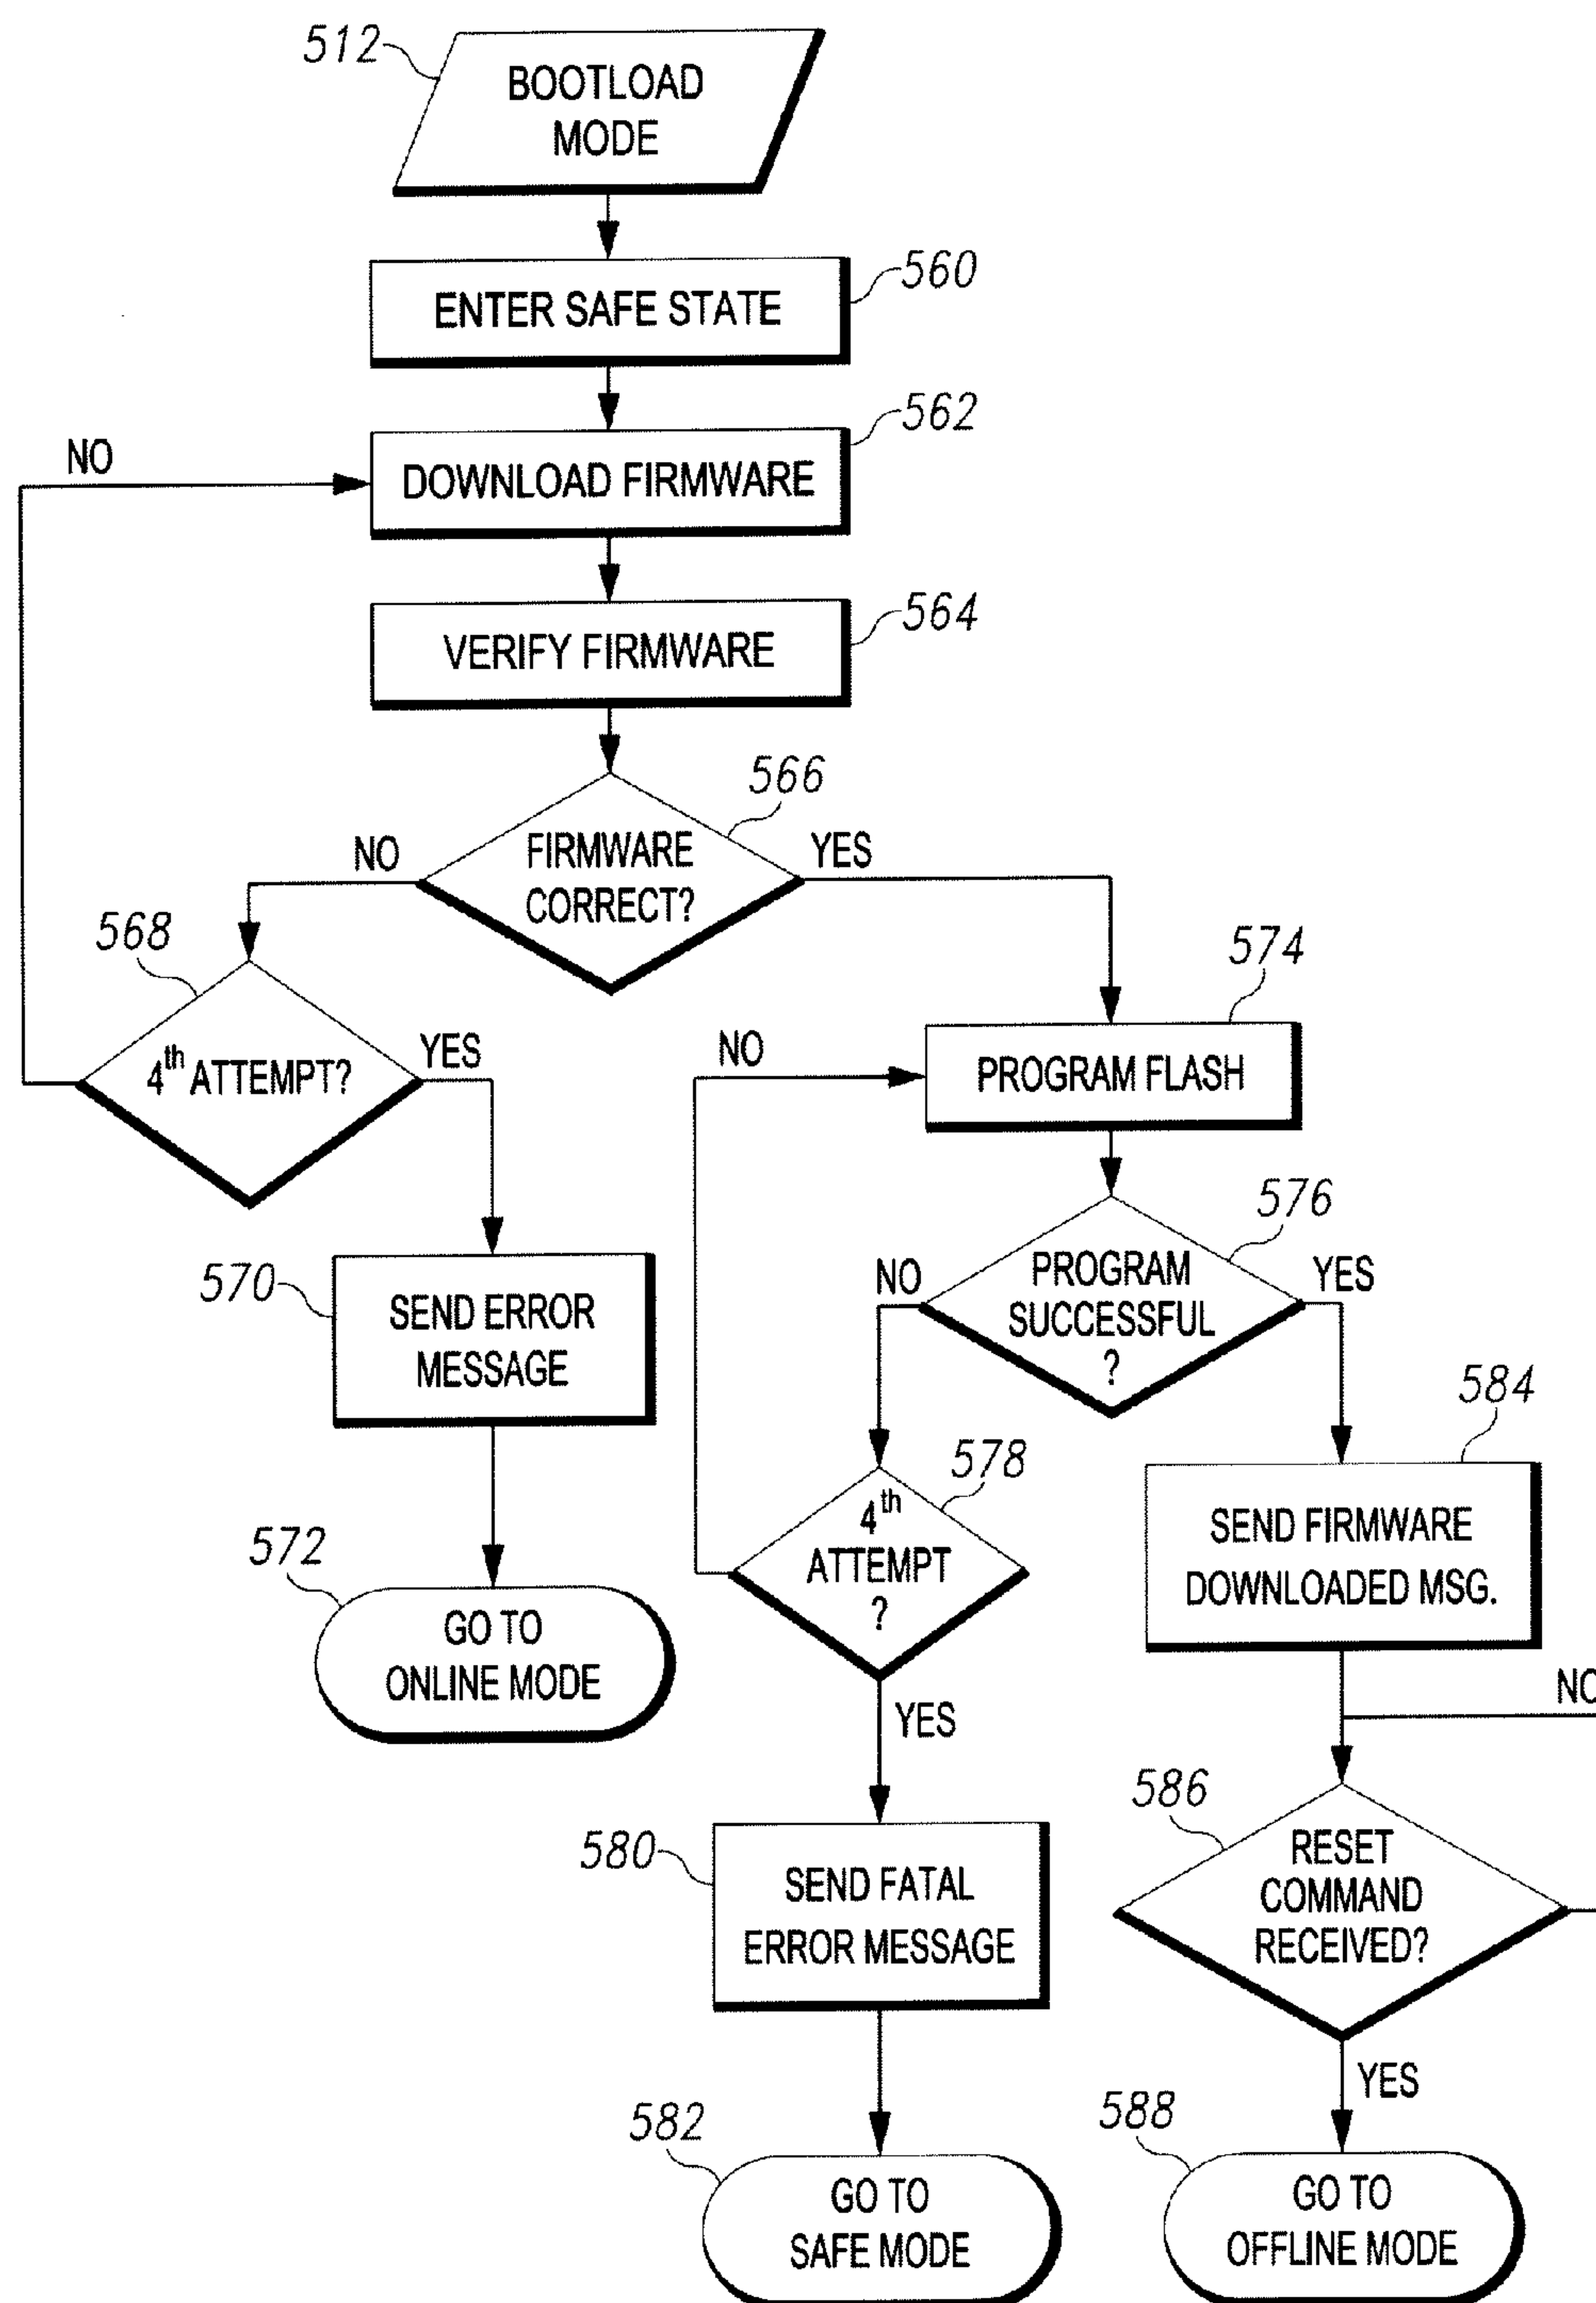 512
BOOTLOAD
MODE
560
ENTER SAFE STATE
562
NO
DOWNLOAD FIRMWARE
564
VERIFY FIRMWARE
566
NO
FIRMWARE
CORRECT?
YES
568
4th ATTEMPT?
YES
574
NO
PROGRAM FLASH
570
SEND ERROR
MESSAGE
576
NO
PROGRAM
SUCCESSFUL
?
YES
572
GO TO
ONLINE MODE
578
4th
ATTEMPT
?
584
SEND FIRMWARE
DOWNLOADED MSG.
YES
NO
580
SEND FATAL
ERROR MESSAGE
586
RESET
COMMAND
RECEIVED?
YES
582
GO TO
SAFE MODE
588
GO TO
OFFLINE MODE